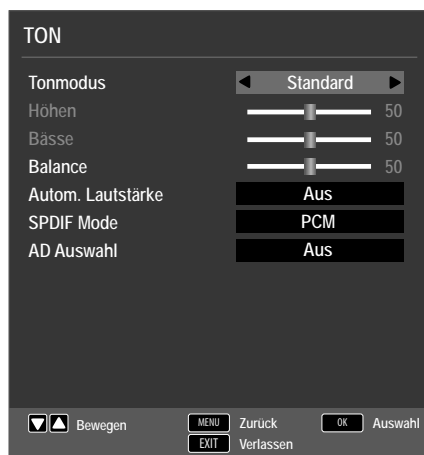 TON
Tonmodus Standard
Höhen 50
Bässe 50
Balance 50
Autom. Lautstärke Aus
SPDIF Mode PCM
AD Auswahl Aus
Bewegen MENU Zurück OK Auswahl
EXIT Verlassen